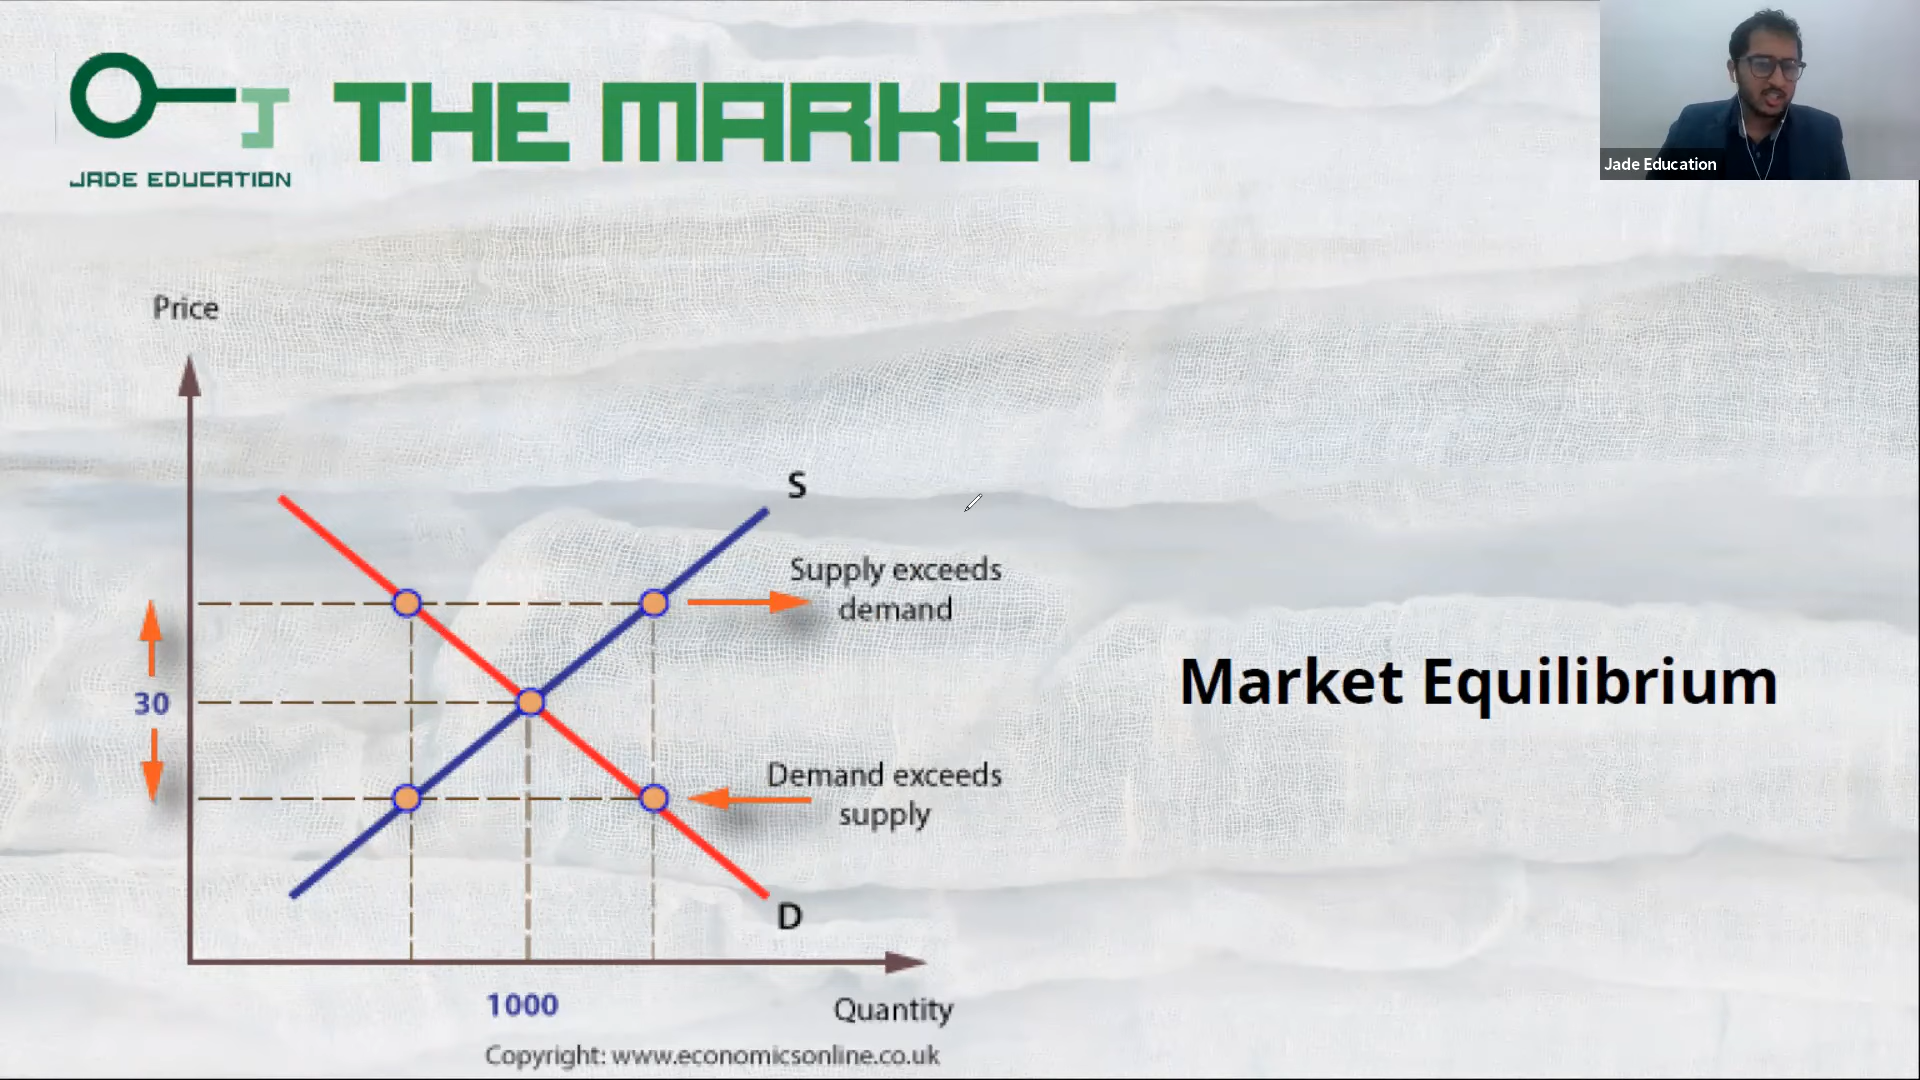 JADE EDUCATION
THE MARKET
Jade Education
Price
S
Supply exceeds
demand
30
Market Equilibrium
Demand exceeds
supply
D
1000
Quantity
Copyright: www.economicsonline.co.uk